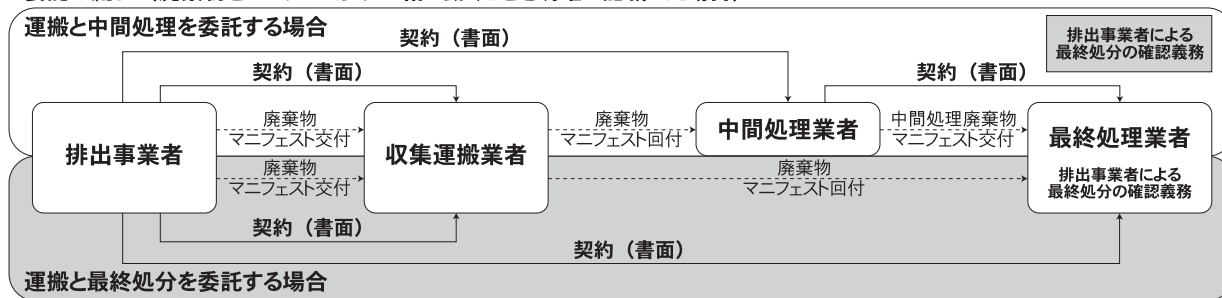 運搬と中間処理を委託する場合
契約（書面）
排出事業者による
最終処分の確認義務
契約（書面）
契約（書面）
廃棄物
マニフェスト交付
廃棄物
マニフェスト回付
中間処理業者
中間処理廃棄物
マニフェスト交付
排出事業者
収集運搬業者
最終処理業者
排出事業者による
最終処分の確認義務
廃棄物
マニフェスト交付
廃棄物
マニフェスト回付
契約（書面）
契約（書面）
運搬と最終処分を委託する場合